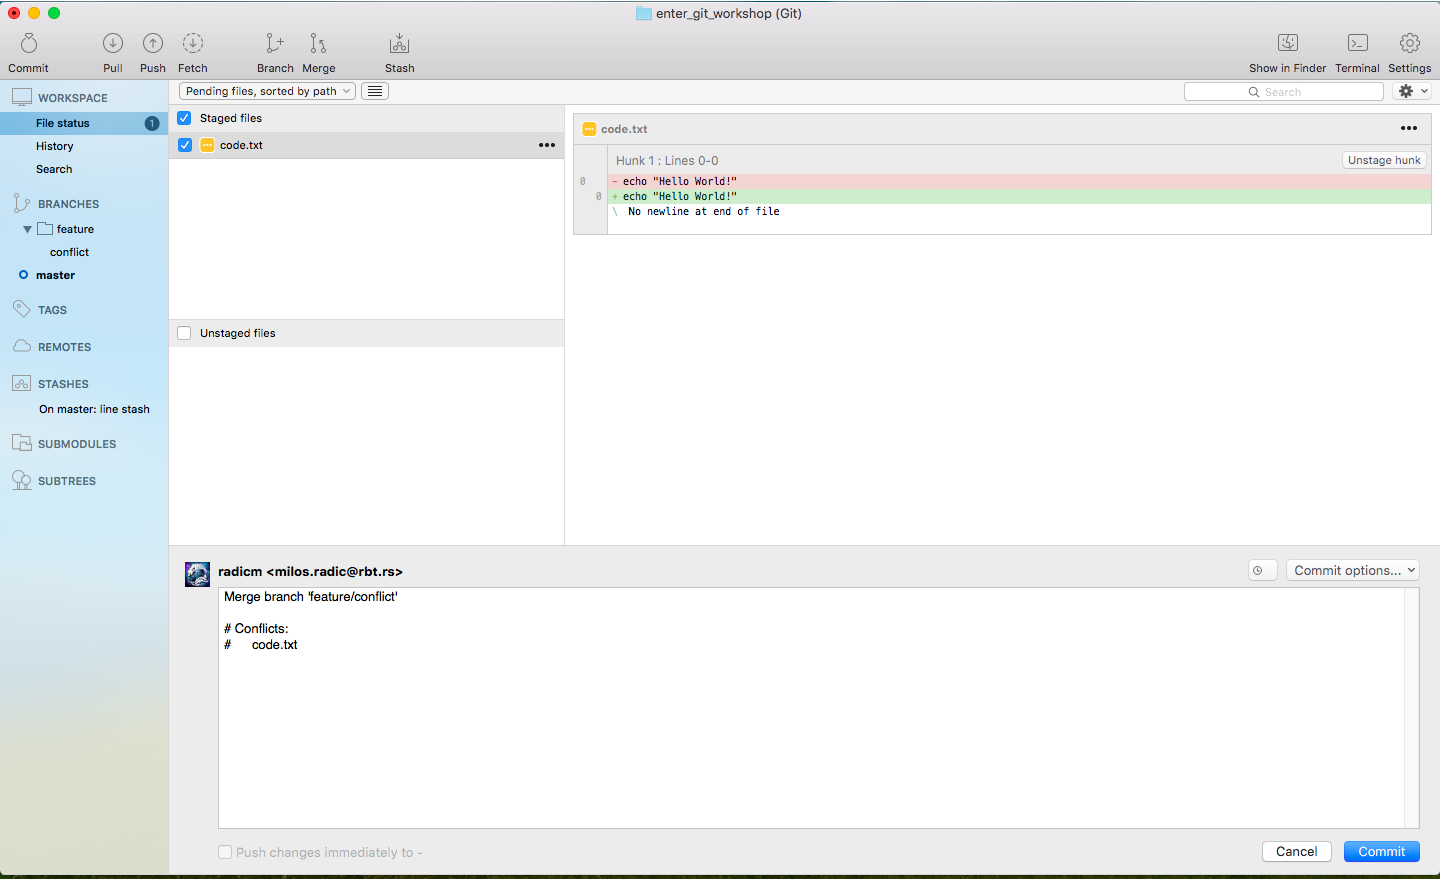 enter_git_workshop (Git)
Commit Pull Push Fetch Branch Merge Stash Show in Finder Terminal Settings
WORKSPACE
File status 1
History
Search
BRANCHES
feature
conflict
master
TAGS
REMOTES
STASHES
On master: line stash
SUBMODULES
SUBTREES
Pending files, sorted by path
Search
Staged files
code.txt
Unstaged files
code.txt
Hunk 1 : Lines 0-0
Unstage hunk
0 - echo "Hello World!"
0 + echo "Hello World!"
\ No newline at end of file
radicm <milos.radic@rbt.rs>
Commit options...
Merge branch 'feature/conflict'
# Conflicts:
# code.txt
Push changes immediately to -
Cancel
Commit